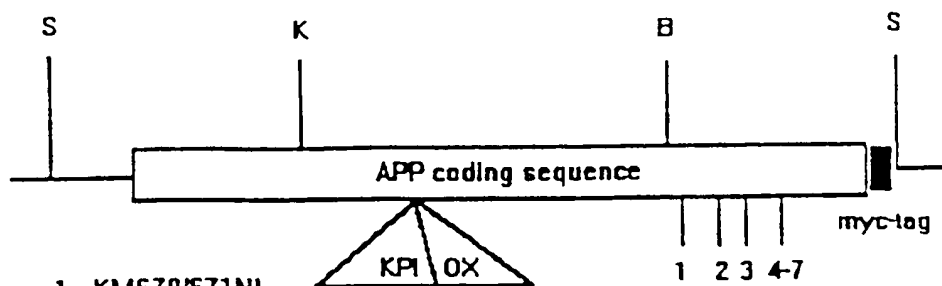 S K B S
APP coding sequence
myc-tag
KPI OX
1 2 3 4-7